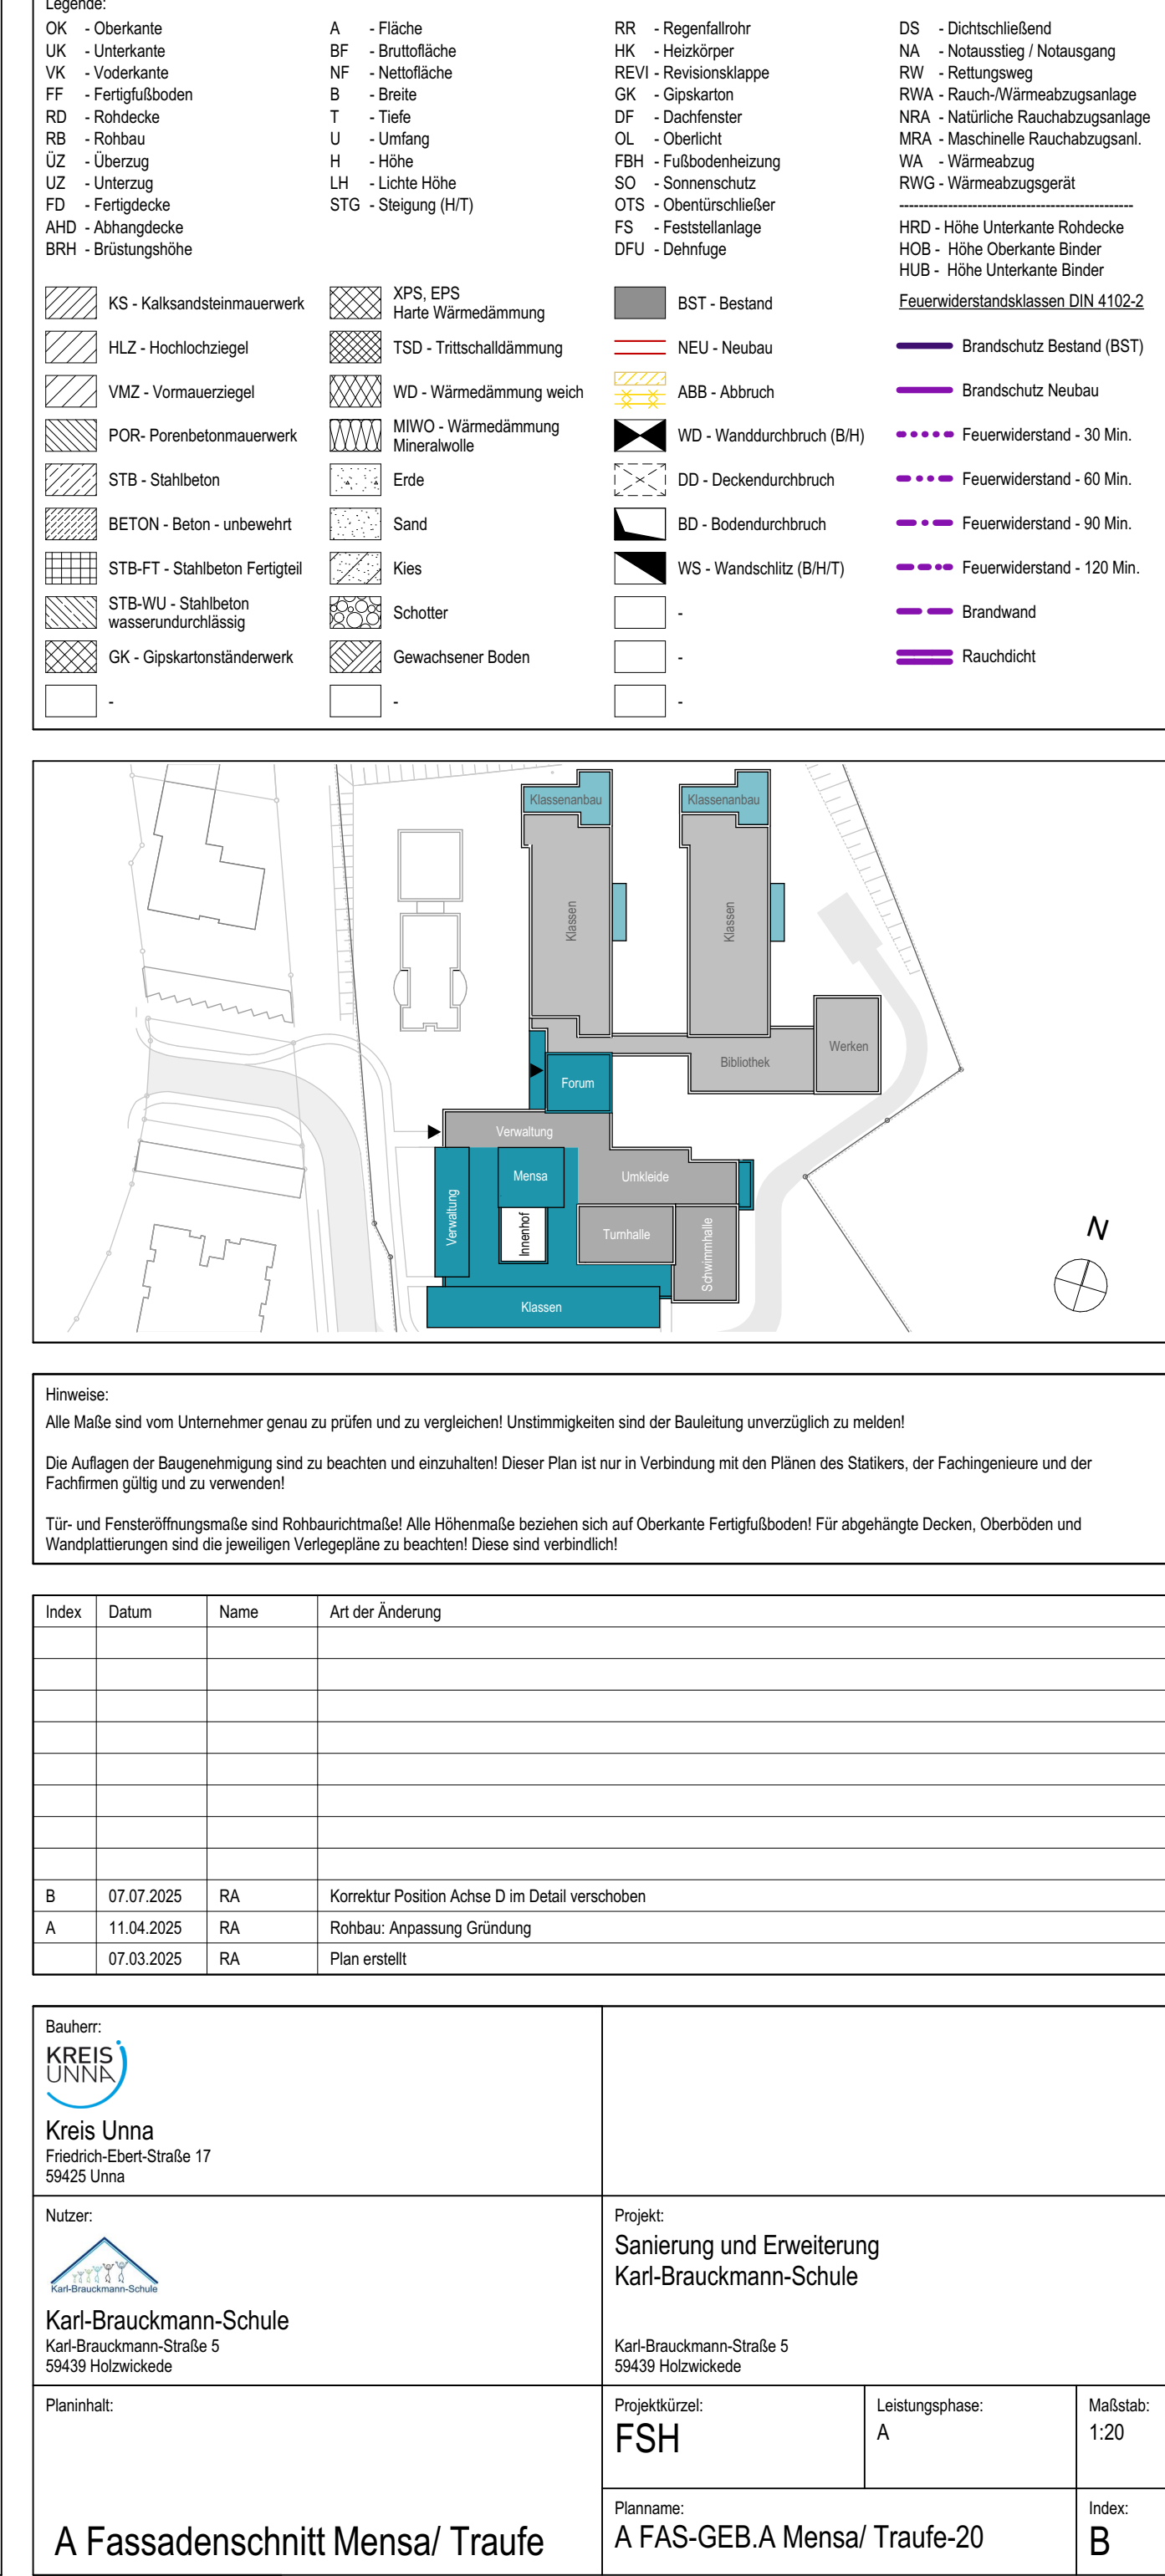 Legende:
OK - Oberkante
UK - Unterkante
VK - Voderkante
FF - Fertigfußboden
RD - Rohdecke
RB - Rohbau
ÜZ - Überzug
UZ - Unterzug
FD - Fertigdecke
AHD - Abhangdecke
BRH - Brüstungshöhe
A - Fläche
BF - Bruttofläche
NF - Nettofläche
B - Breite
T - Tiefe
U - Umfang
H - Höhe
LH - Lichte Höhe
STG - Steigung (H/T)
RR - Regenfallrohr
HK - Heizkörper
REVI - Revisionsklappe
GK - Gipskarton
DF - Dachfenster
OL - Oberlicht
FBH - Fußbodenheizung
SO - Sonnenschutz
OTS - Obentürschließer
FS - Feststellanlage
DFU - Dehnfuge
DS - Dichtschließend
NA - Notausstieg / Notausgang
RW - Rettungsweg
RWA - Rauch-/Wärmeabzugsanlage
NRA - Natürliche Rauchabzugsanlage
MRA - Maschinelle Rauchabzugsanl.
WA - Wärmeabzug
RWG - Wärmeabzugsgerät
------------------------------------------------
HRD - Höhe Unterkante Rohdecke
HOB - Höhe Oberkante Binder
HUB - Höhe Unterkante Binder
KS - Kalksandsteinmauerwerk
HLZ - Hochlochziegel
VMZ - Vormauerziegel
POR- Porenbetonmauerwerk
STB - Stahlbeton
BETON - Beton - unbewehrt
STB-FT - Stahlbeton Fertigteil
STB-WU - Stahlbeton
wasserundurchlässig
GK - Gipskartonständerwerk
-
XPS, EPS
Harte Wärmedämmung
TSD - Trittschalldämmung
WD - Wärmedämmung weich
MIWO - Wärmedämmung
Mineralwolle
Erde
Sand
Kies
Schotter
Gewachsener Boden
-
BST - Bestand
NEU - Neubau
ABB - Abbruch
WD - Wanddurchbruch (B/H)
DD - Deckendurchbruch
BD - Bodendurchbruch
WS - Wandschlitz (B/H/T)
-
-
-
Feuerwiderstandsklassen DIN 4102-2
Brandschutz Bestand (BST)
Brandschutz Neubau
Feuerwiderstand - 30 Min.
Feuerwiderstand - 60 Min.
Feuerwiderstand - 90 Min.
Feuerwiderstand - 120 Min.
Brandwand
Rauchdicht
Klassenanbau
Klassenanbau
Klassen
Klassen
Werken
Bibliothek
Forum
Verwaltung
Mensa
Umkleide
Verwaltung
Innenhof
Turnhalle
Schwimmhalle
Klassen
N
Hinweise:
Alle Maße sind vom Unternehmer genau zu prüfen und zu vergleichen! Unstimmigkeiten sind der Bauleitung unverzüglich zu melden!
Die Auflagen der Baugenehmigung sind zu beachten und einzuhalten! Dieser Plan ist nur in Verbindung mit den Plänen des Statikers, der Fachingenieure und der
Fachfirmen gültig und zu verwenden!
Tür- und Fensteröffnungsmaße sind Rohbaurichtmaße! Alle Höhenmaße beziehen sich auf Oberkante Fertigfußboden! Für abgehängte Decken, Oberböden und
Wandplattierungen sind die jeweiligen Verlegepläne zu beachten! Diese sind verbindlich!
Index Datum Name Art der Änderung
B 07.07.2025 RA Korrektur Position Achse D im Detail verschoben
A 11.04.2025 RA Rohbau: Anpassung Gründung
07.03.2025 RA Plan erstellt
Bauherr:
KREIS
UNNA
Kreis Unna
Friedrich-Ebert-Straße 17
59425 Unna
Nutzer:
Karl-Brauckmann-Schule
Karl-Brauckmann-Schule
Karl-Brauckmann-Straße 5
59439 Holzwickede
Projekt:
Sanierung und Erweiterung
Karl-Brauckmann-Schule
Karl-Brauckmann-Straße 5
59439 Holzwickede
Planinhalt:
A Fassadenschnitt Mensa/ Traufe
Projektkürzel:
FSH
Leistungsphase:
A
Maßstab:
1:20
Planname:
A FAS-GEB.A Mensa/ Traufe-20
Index:
B